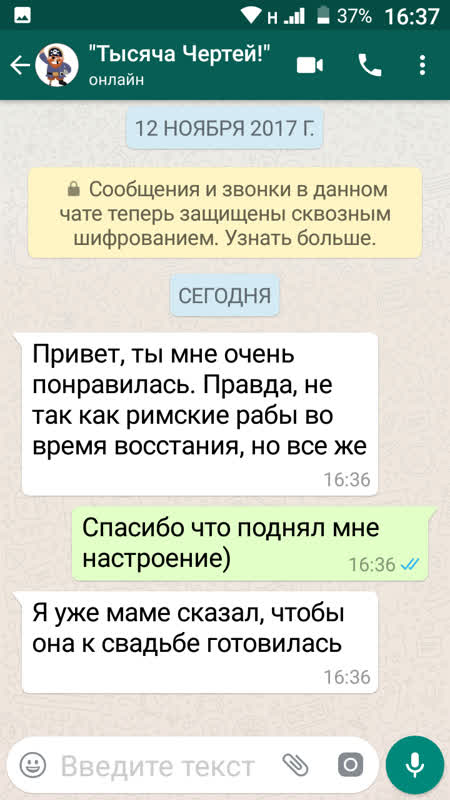 н 37% 16:37
"Тысяча Чертей!"
онлайн
12 НОЯБРЯ 2017 Г.
Сообщения и звонки в данном
чате теперь защищены сквозным
шифрованием. Узнать больше.
СЕГОДНЯ
Привет, ты мне очень
понравилась. Правда, не
так как римские рабы во
время восстания, но все же
16:36
Спасибо что поднял мне
настроение)
16:36
Я уже маме сказал, чтобы
она к свадьбе готовилась
16:36
Введите текст